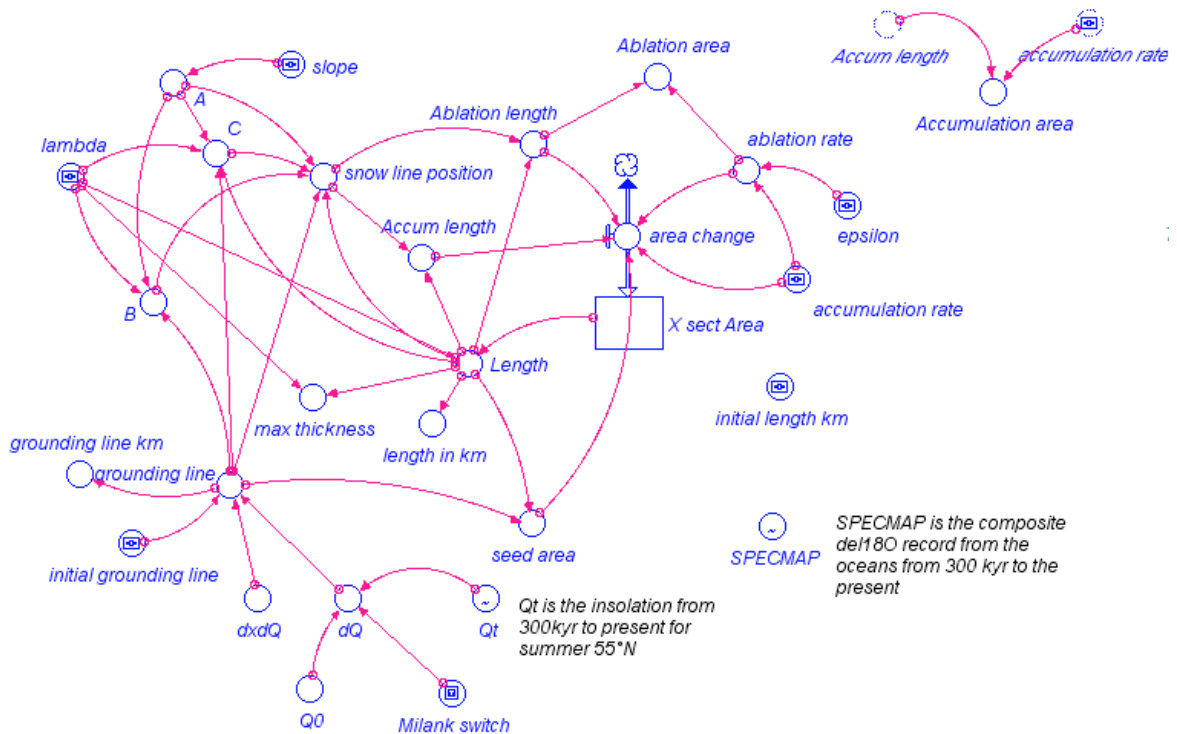 Ablation area
Accum length
accumulation rate
slope
A
Accumulation area
Ablation length
C
ablation rate
lambda
snow line position
Accum length
area change
epsilon
B
accumulation rate
X sect Area
Length
initial length km
max thickness
length in km
grounding line km
grounding line
SPECMAP is the composite
del18O record from the
oceans from 300 kyr to the
present
seed area
~
SPECMAP
initial grounding line
~
Qt is the insolation from
300kyr to present for
summer 55°N
dxdQ
dQ
Qt
Q0
Milank switch